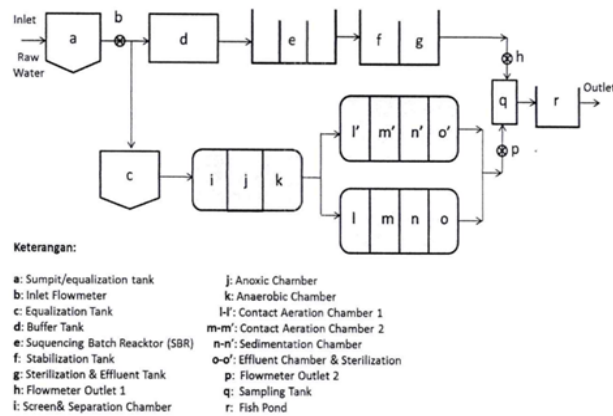 Inlet
Raw
Water
a
b
d
e
f
g
h
q
r
Outlet
p
c
i
j
k
l'
m'
n'
o'
l
m
n
o
Keterangan:
a: Sumpit/equalization tank
b: Inlet Flowmeter
c: Equalization Tank
d: Buffer Tank
e: Suquencing Batch Reacktor (SBR)
f: Stabilization Tank
g: Sterilization & Effluent Tank
h: Flowmeter Outlet 1
i: Screen& Separation Chamber
j: Anoxic Chamber
k: Anaerobic Chamber
l-l': Contact Aeration Chamber 1
m-m': Contact Aeration Chamber 2
n-n': Sedimentation Chamber
o-o': Effluent Chamber & Sterilization
p: Flowmeter Outlet 2
q: Sampling Tank
r: Fish Pond